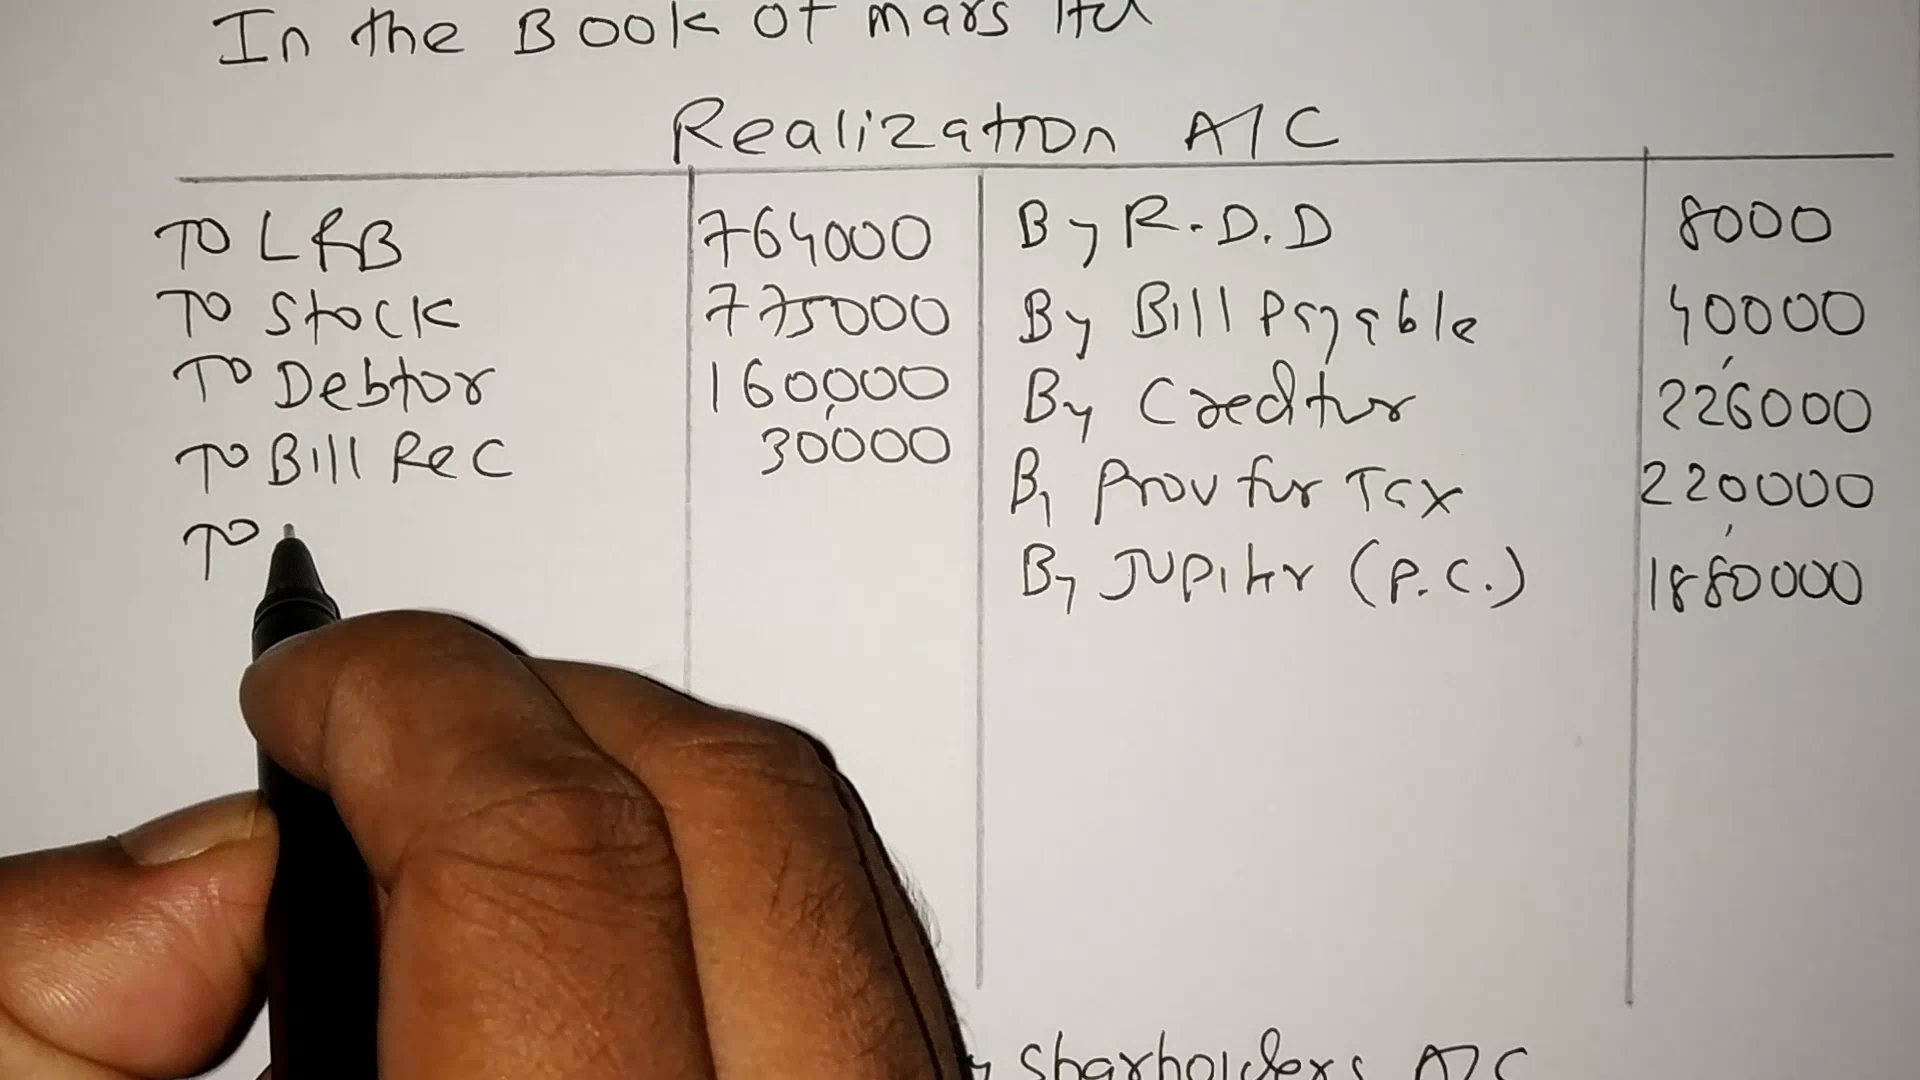 In the Book of Mars ltd
Realization A/C
To L&B 764000 By R.D.D 8000
To Stock 775000 By Bill Payable 40000
To Debtor 160000 By Creditor 226000
To Bill Rec 30000 By Prov for Tax 220000
To By Jupiter (P.C.) 1880000
Sharholders A/C